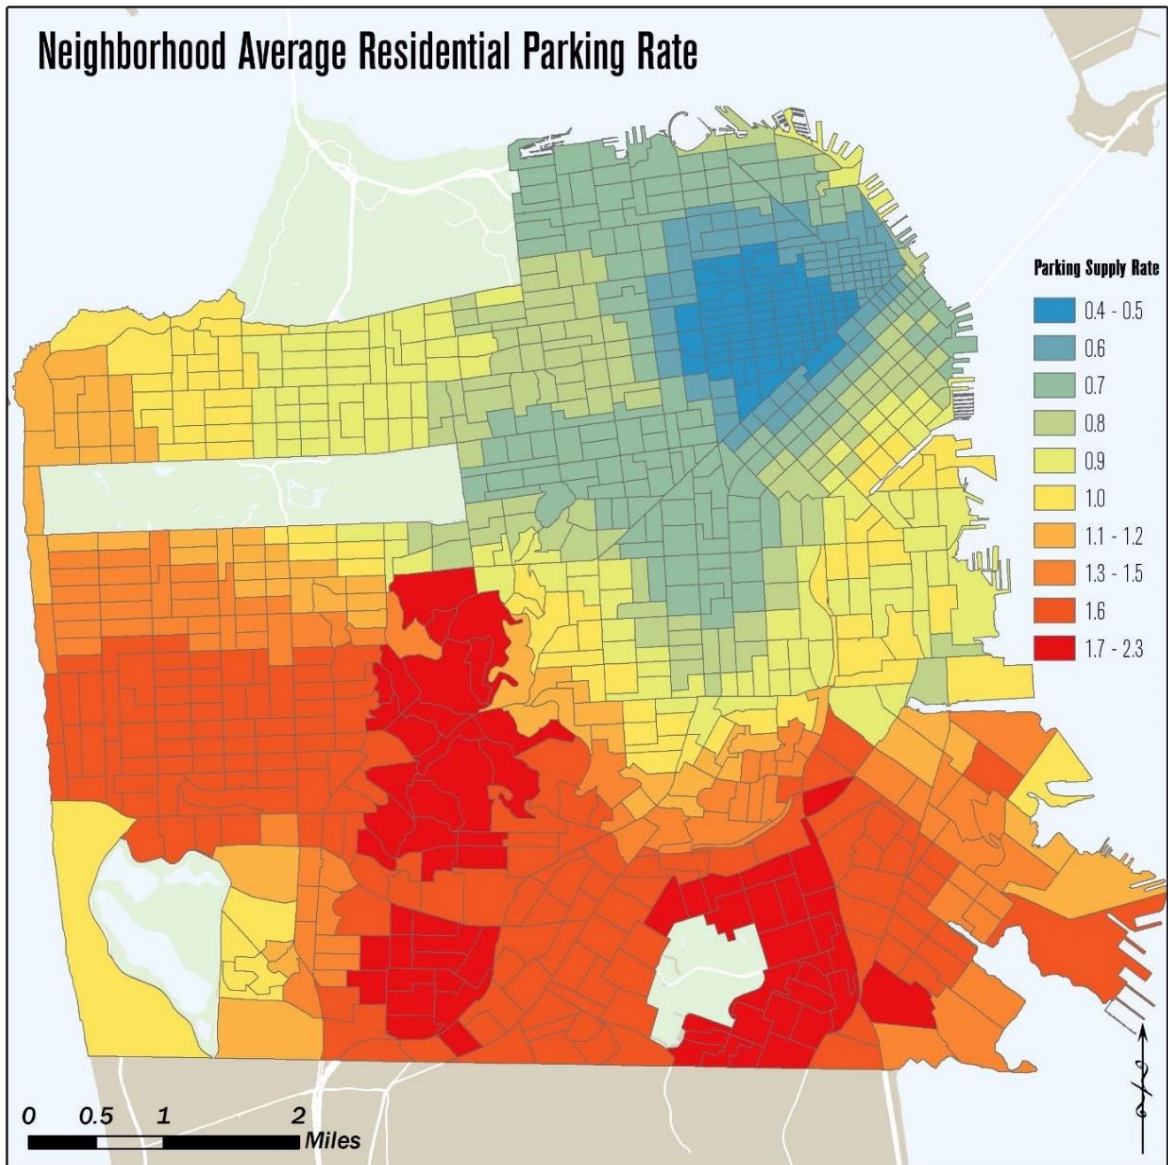 Neighborhood Average Residential Parking Rate
Parking Supply Rate
0.4 - 0.5
0.6
0.7
0.8
0.9
1.0
1.1 - 1.2
1.3 - 1.5
1.6
1.7 - 2.3
0 0.5 1 2
Miles